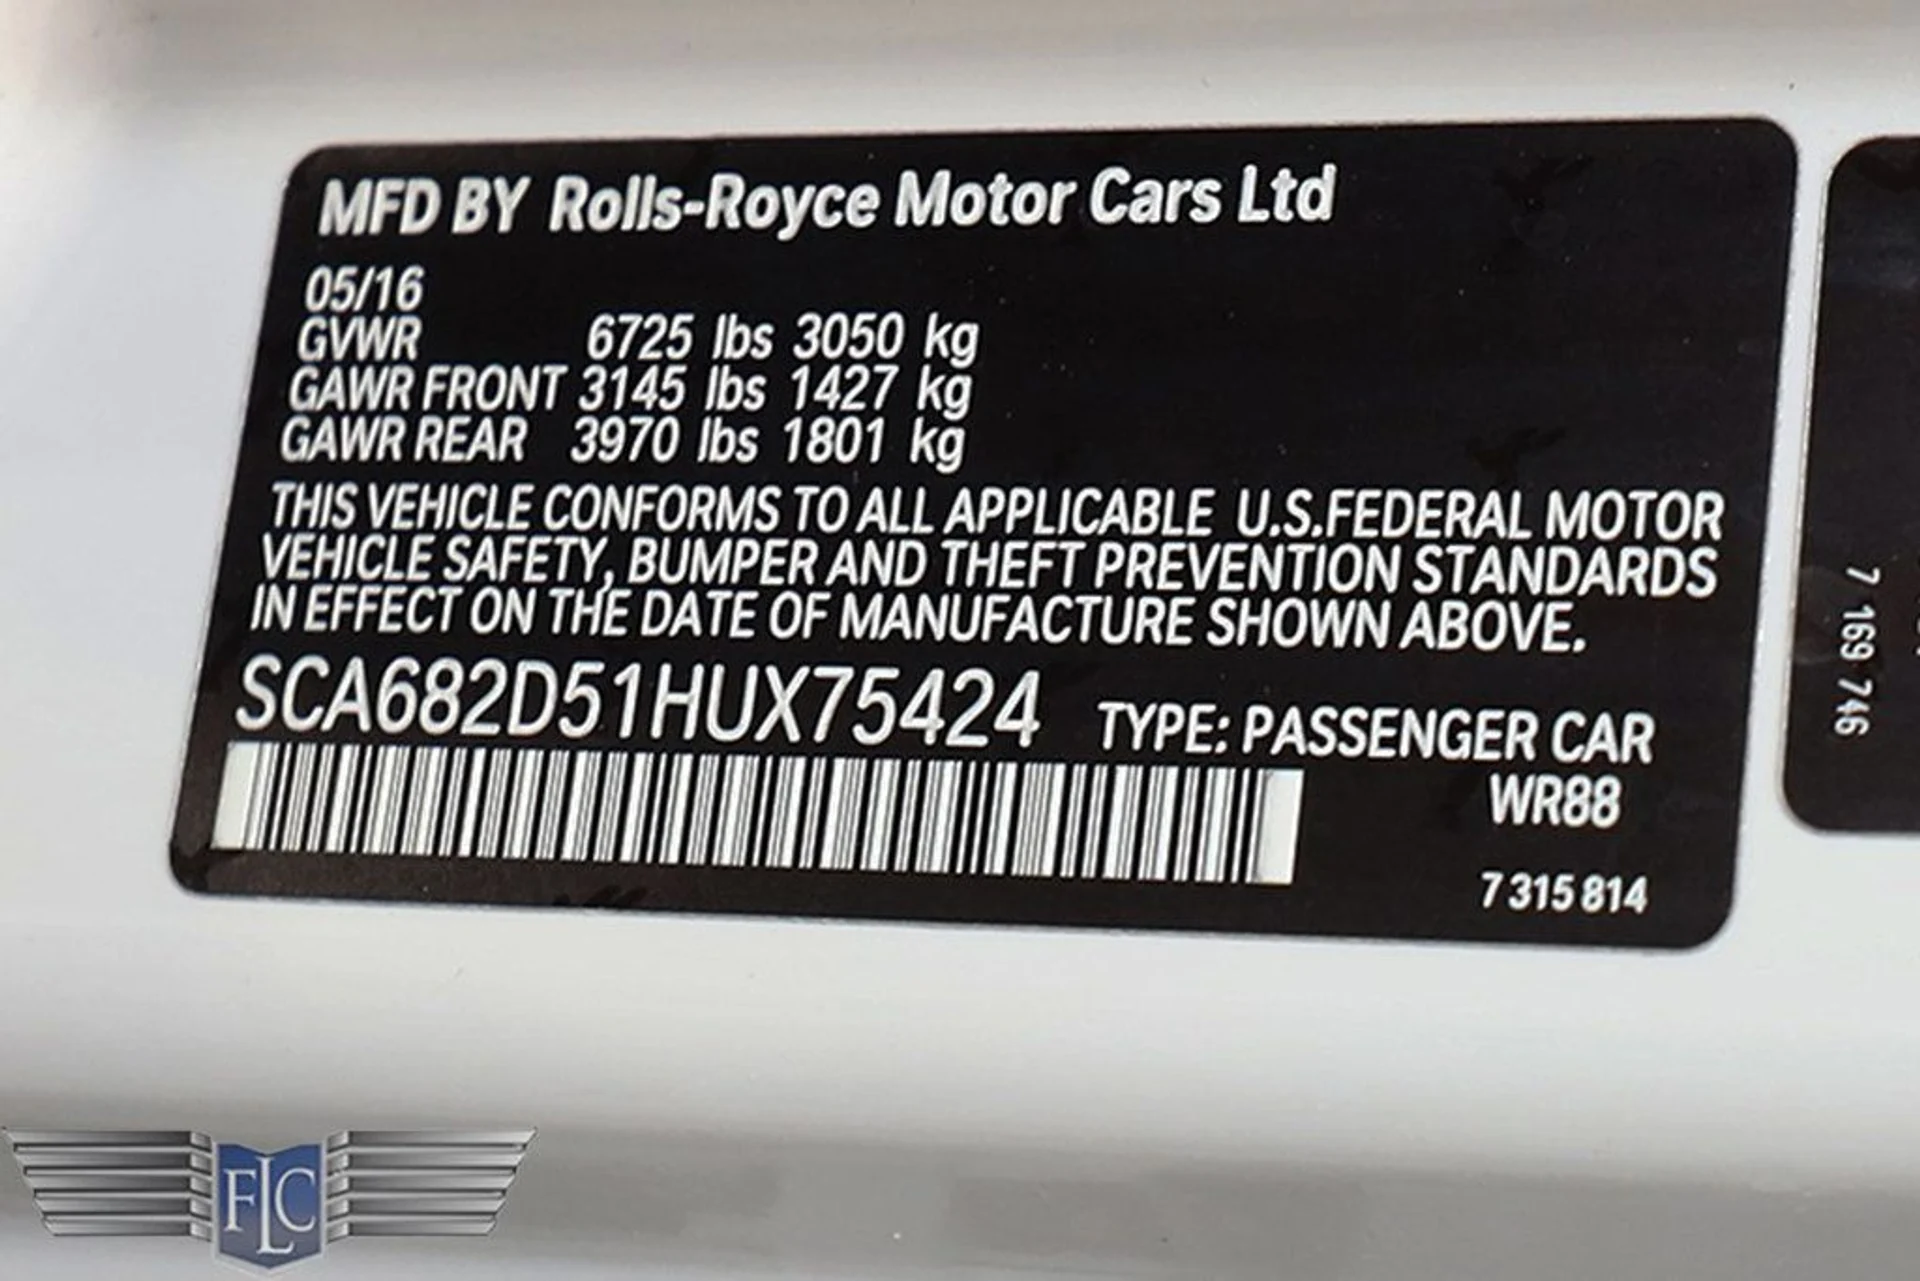 MFD BY Rolls-Royce Motor Cars Ltd
05/16
GVWR 6725 lbs 3050 kg
GAWR FRONT 3145 lbs 1427 kg
GAWR REAR 3970 lbs 1801 kg
THIS VEHICLE CONFORMS TO ALL APPLICABLE U.S.FEDERAL MOTOR
VEHICLE SAFETY, BUMPER AND THEFT PREVENTION STANDARDS
IN EFFECT ON THE DATE OF MANUFACTURE SHOWN ABOVE.
SCA682D51HUX75424 TYPE: PASSENGER CAR
WR88
7 315 814
7 169 746
FLC